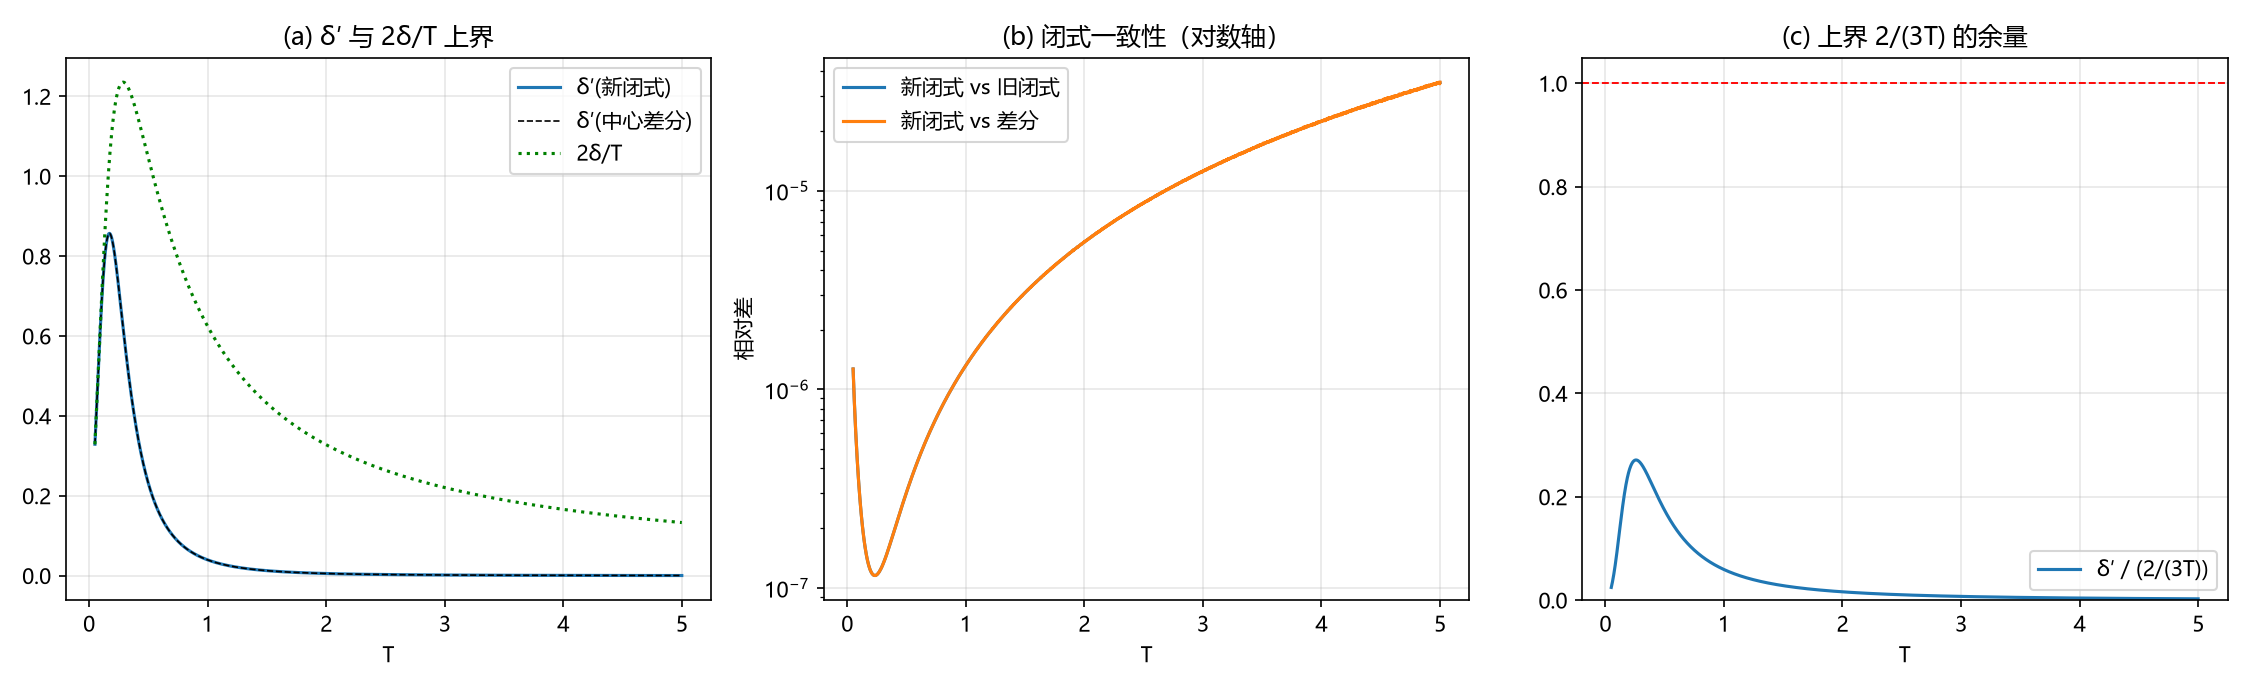 (a) δ′ 与 2δ/T 上界
1.2
1.0
0.8
0.6
0.4
0.2
0.0
0 1 2 3 4 5
T
δ′(新闭式)
δ′(中心差分)
2δ/T
(b) 闭式一致性（对数轴）
相对差
10⁻⁵
10⁻⁶
10⁻⁷
0 1 2 3 4 5
T
新闭式 vs 旧闭式
新闭式 vs 差分
(c) 上界 2/(3T) 的余量
1.0
0.8
0.6
0.4
0.2
0.0
0 1 2 3 4 5
T
δ′ / (2/(3T))